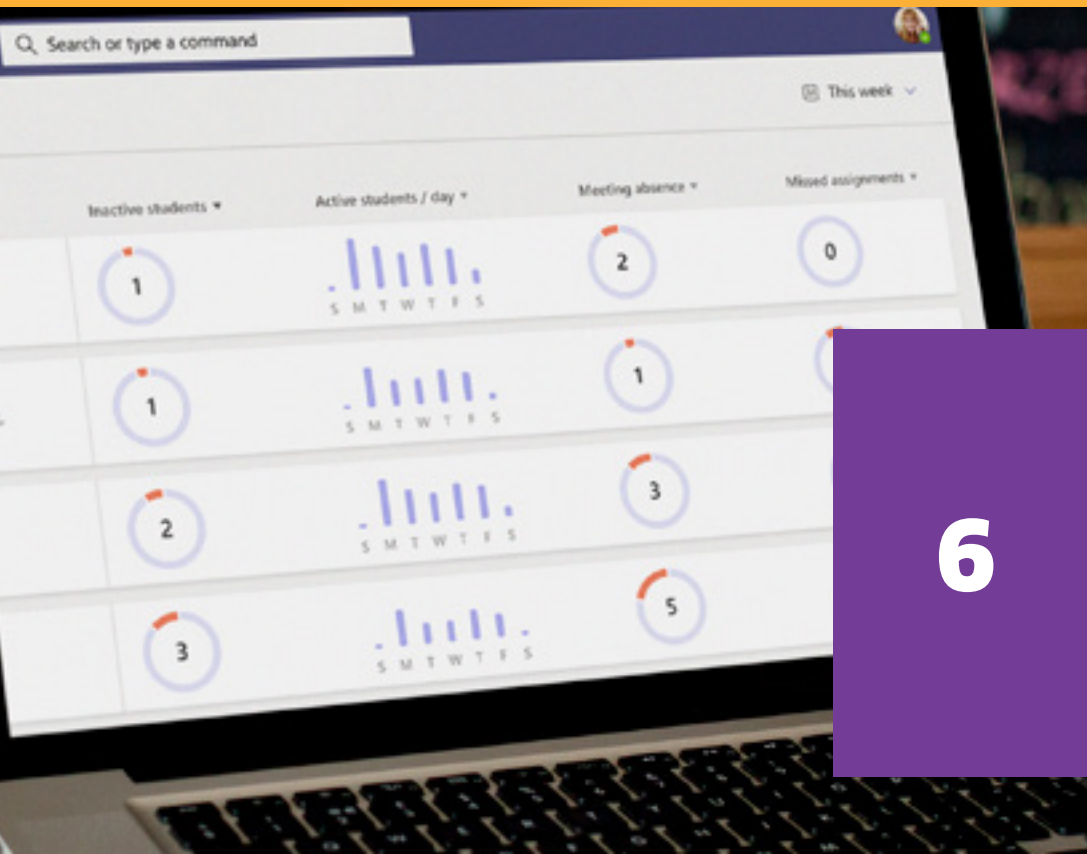 Search or type a command
This week
Inactive students Active students / day Meeting absence Missed assignments
1 2 0
S M T W T F S
1 1
S M T W T F S
2 3
S M T W T F S
6
3 5
S M T W T F S